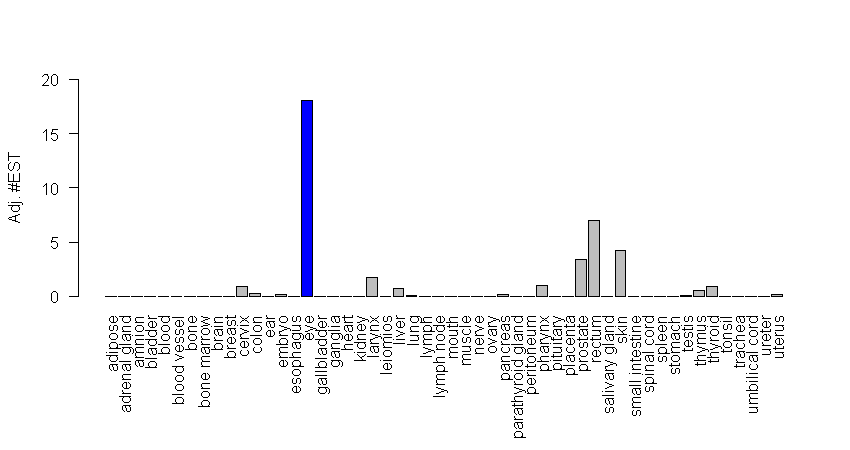 20
15
10
5
0
Adj. #EST
adipose
adrenal gland
amnion
bladder
blood
blood vessel
bone
bone marrow
brain
breast
cervix
colon
ear
embryo
esophagus
eye
gallbladder
ganglia
heart
kidney
larynx
leiomios
liver
lung
lymph
lymph node
mouth
muscle
nerve
ovary
pancreas
parathyroid gland
peritoneum
pharynx
pituitary
placenta
prostate
rectum
salivary gland
skin
small intestine
spinal cord
spleen
stomach
testis
thymus
thyroid
tonsil
trachea
umbilical cord
ureter
uterus